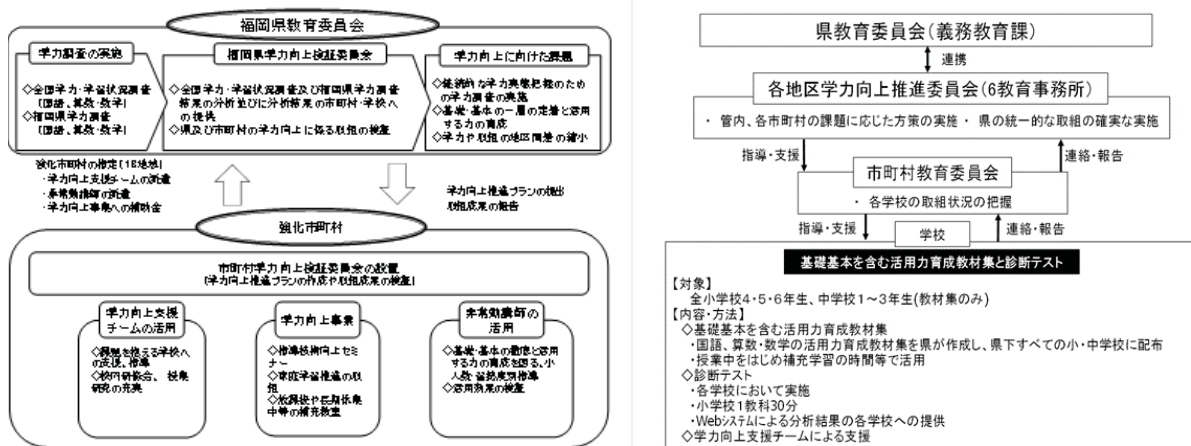 福岡県教育委員会
学力調査の実施
◇全国学力・学習状況調査
(国語、算数・数学)
◇福岡県学力調査
(国語、算数・数学)
福岡県学力向上検証委員会
◇全国学力・学習状況調査及び福岡県学力調査
結果の分析並びに分析結果の市町村・学校へ
の提供
◇県及び市町村の学力向上に係る取組の検証
学力向上に向けた課題
◇継続的な学力実態把握のため
の学力調査の実施
◇基礎・基本の一層の定着と活用
する力の育成
◇学力や取組の地区間差の縮小
強化市町村の指定(18地域)
・学力向上支援チームの派遣
・非常勤講師の派遣
・学力向上事業への補助金
学力向上推進プランの提出
取組成果の報告
強化市町村
市町村学力向上検証委員会の設置
(学力向上推進プランの作成や取組成果の検証)
学力向上支援
チームの活用
◇課題を抱える学校へ
の支援、指導
◇校内研修会、授業
研究の充実
学力向上事業
◇指導技術向上セミ
ナー
◇家庭学習推進の取
組
◇放課後や長期休業
中等の補充教室
非常勤講師の
活用
◇基礎・基本の徹底と活用
する力の育成を図る、小
人数・習熟度別指導
◇活用効果の検証
県教育委員会(義務教育課)
連携
各地区学力向上推進委員会(6教育事務所)
・ 管内、各市町村の課題に応じた方策の実施 ・ 県の統一的な取組の確実な実施
指導・支援
連絡・報告
市町村教育委員会
・ 各学校の取組状況の把握
指導・支援
連絡・報告
学校
基礎基本を含む活用力育成教材集と診断テスト
【対象】
全小学校4・5・6年生、中学校1～3年生(教材集のみ)
【内容・方法】
◇基礎基本を含む活用力育成教材集
・国語、算数・数学の活用力育成教材集を県が作成し、県下すべての小・中学校に配布
・授業中をはじめ補充学習の時間等で活用
◇診断テスト
・各学校において実施
・小学校1教科30分
・Webシステムによる分析結果の各学校への提供
◇学力向上支援チームによる支援